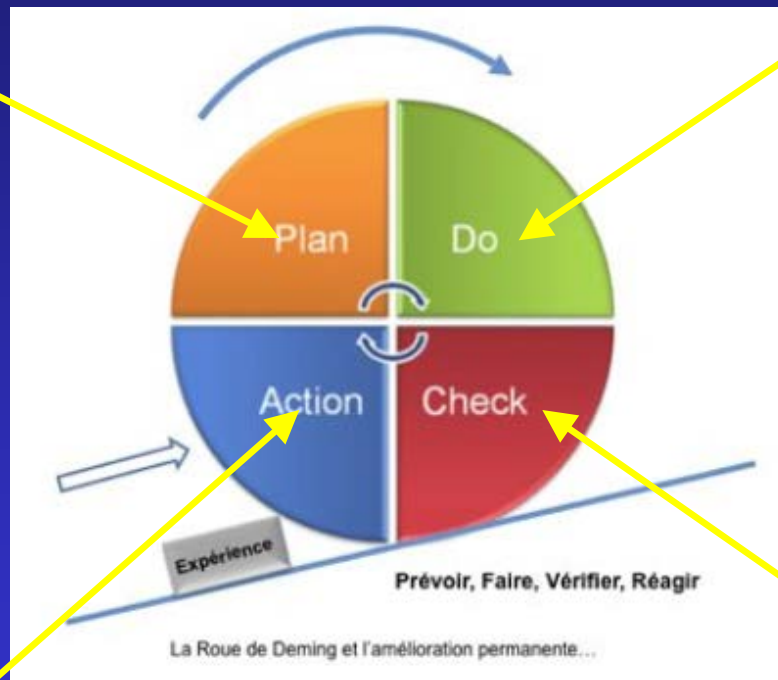 Plan
Do
Action
Check
Expérience
Prévoir, Faire, Vérifier, Réagir
La Roue de Deming et l'amélioration permanente...